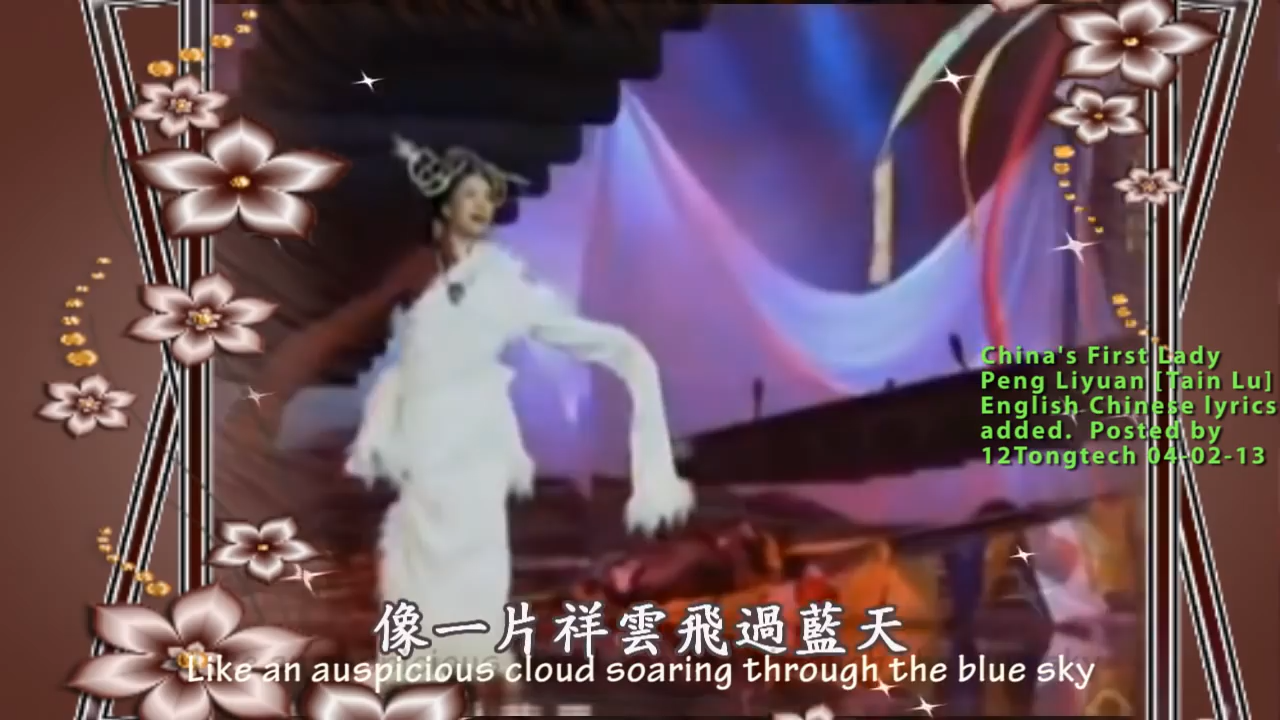 China's First Lady
Peng Liyuan [Tain Lu]
English Chinese lyrics
added. Posted by
12Tongtech 04-02-13
像一片祥雲飛過藍天
Like an auspicious cloud soaring through the blue sky